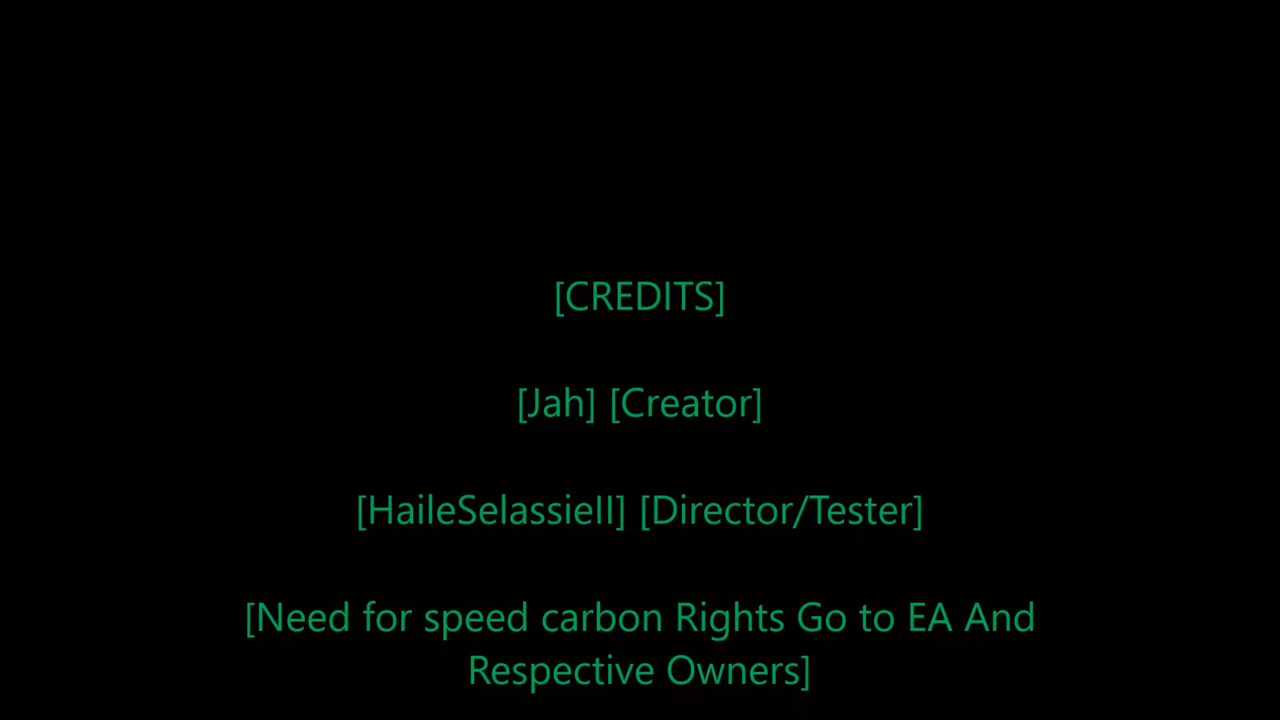 [CREDITS]
[Jah] [Creator]
[HaileSelassieII] [Director/Tester]
[Need for speed carbon Rights Go to EA And
Respective Owners]